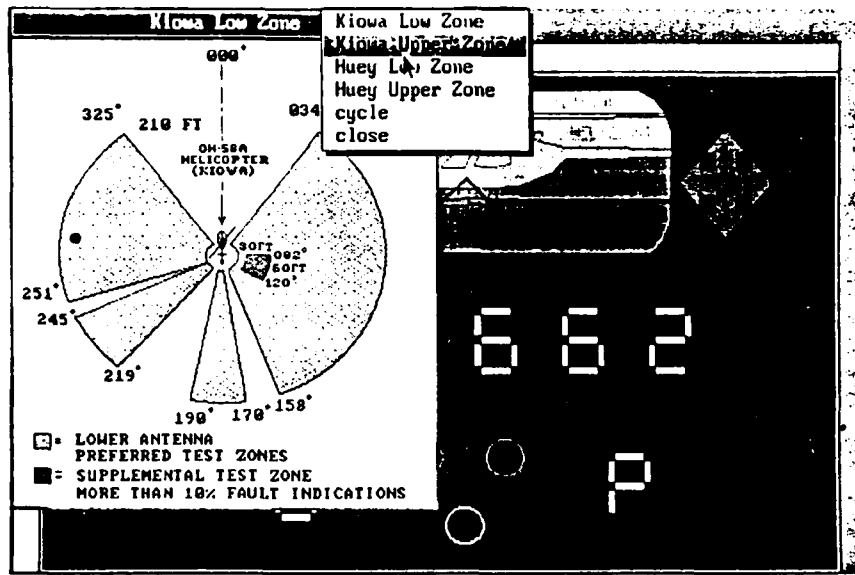 Kiowa Low Zone
Kiowa Low Zone
Kiowa Upper Zone
Huey Low Zone
Huey Upper Zone
cycle
close
000°
325°
210 FT
034
OH-58A
HELICOPTER
(KIOWA)
30FT
082°
60FT
120°
251°
245°
219°
190°
170°
158°
662
P
LOWER ANTENNA
PREFERRED TEST ZONES
SUPPLEMENTAL TEST ZONE
MORE THAN 10% FAULT INDICATIONS